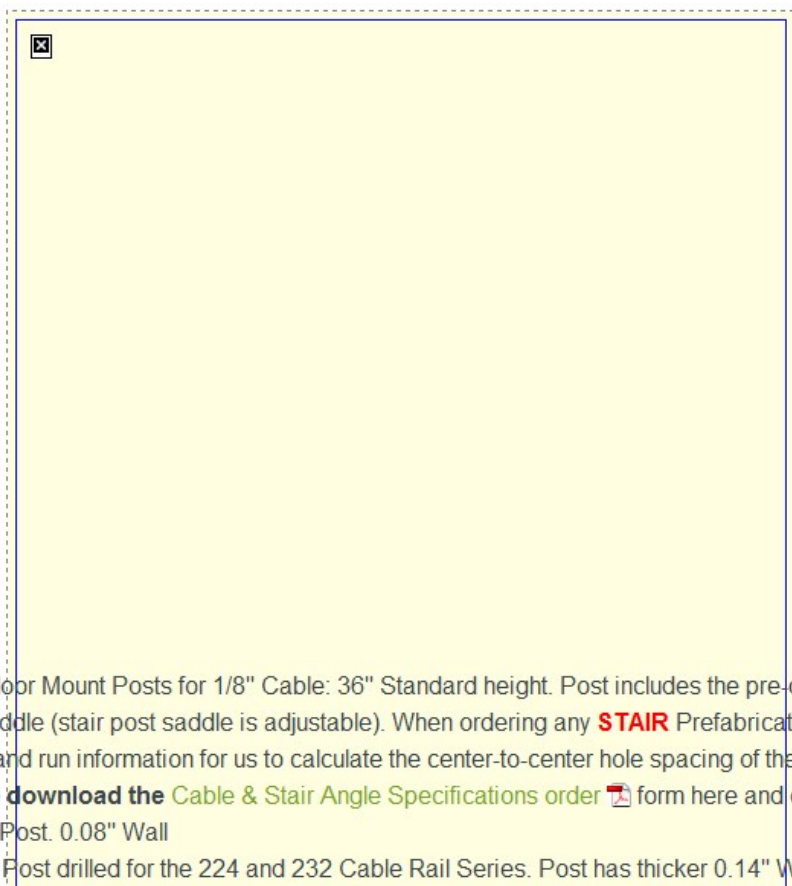 oor Mount Posts for 1/8" Cable: 36" Standard height. Post includes the pre-
ddle (stair post saddle is adjustable). When ordering any STAIR Prefabricat
and run information for us to calculate the center-to-center hole spacing of the
download the Cable & Stair Angle Specifications order form here and
Post. 0.08" Wall
Post drilled for the 224 and 232 Cable Rail Series. Post has thicker 0.14" W